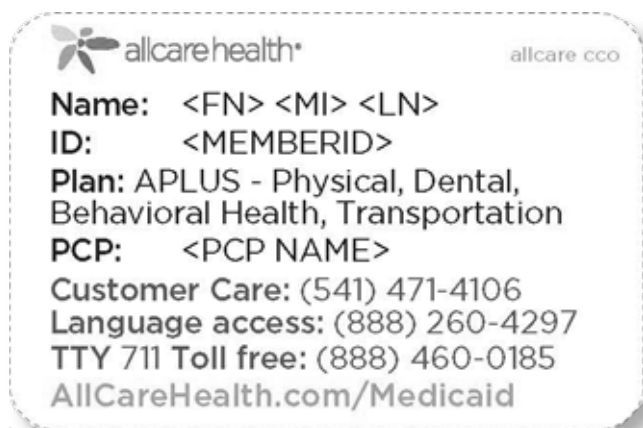 allcare health
allcare cco
Name: <FN> <MI> <LN>
ID: <MEMBERID>
Plan: APLUS - Physical, Dental,
Behavioral Health, Transportation
PCP: <PCP NAME>
Customer Care: (541) 471-4106
Language access: (888) 260-4297
TTY 711 Toll free: (888) 460-0185
AllCareHealth.com/Medicaid